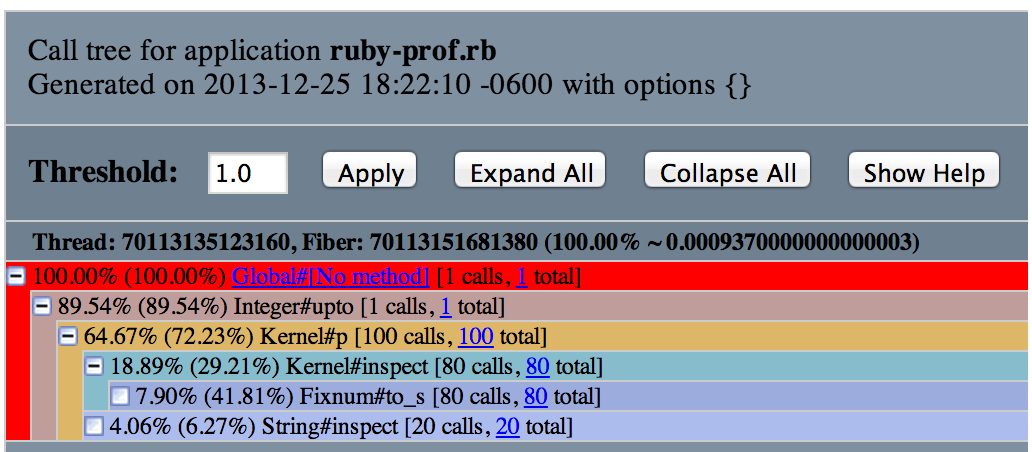 Call tree for application ruby-prof.rb
Generated on 2013-12-25 18:22:10 -0600 with options {}
Threshold: 1.0 Apply Expand All Collapse All Show Help
Thread: 70113135123160, Fiber: 70113151681380 (100.00% ~ 0.0009370000000000003)
100.00% (100.00%) Global#[No method] [1 calls, 1 total]
89.54% (89.54%) Integer#upto [1 calls, 1 total]
64.67% (72.23%) Kernel#p [100 calls, 100 total]
18.89% (29.21%) Kernel#inspect [80 calls, 80 total]
7.90% (41.81%) Fixnum#to_s [80 calls, 80 total]
4.06% (6.27%) String#inspect [20 calls, 20 total]